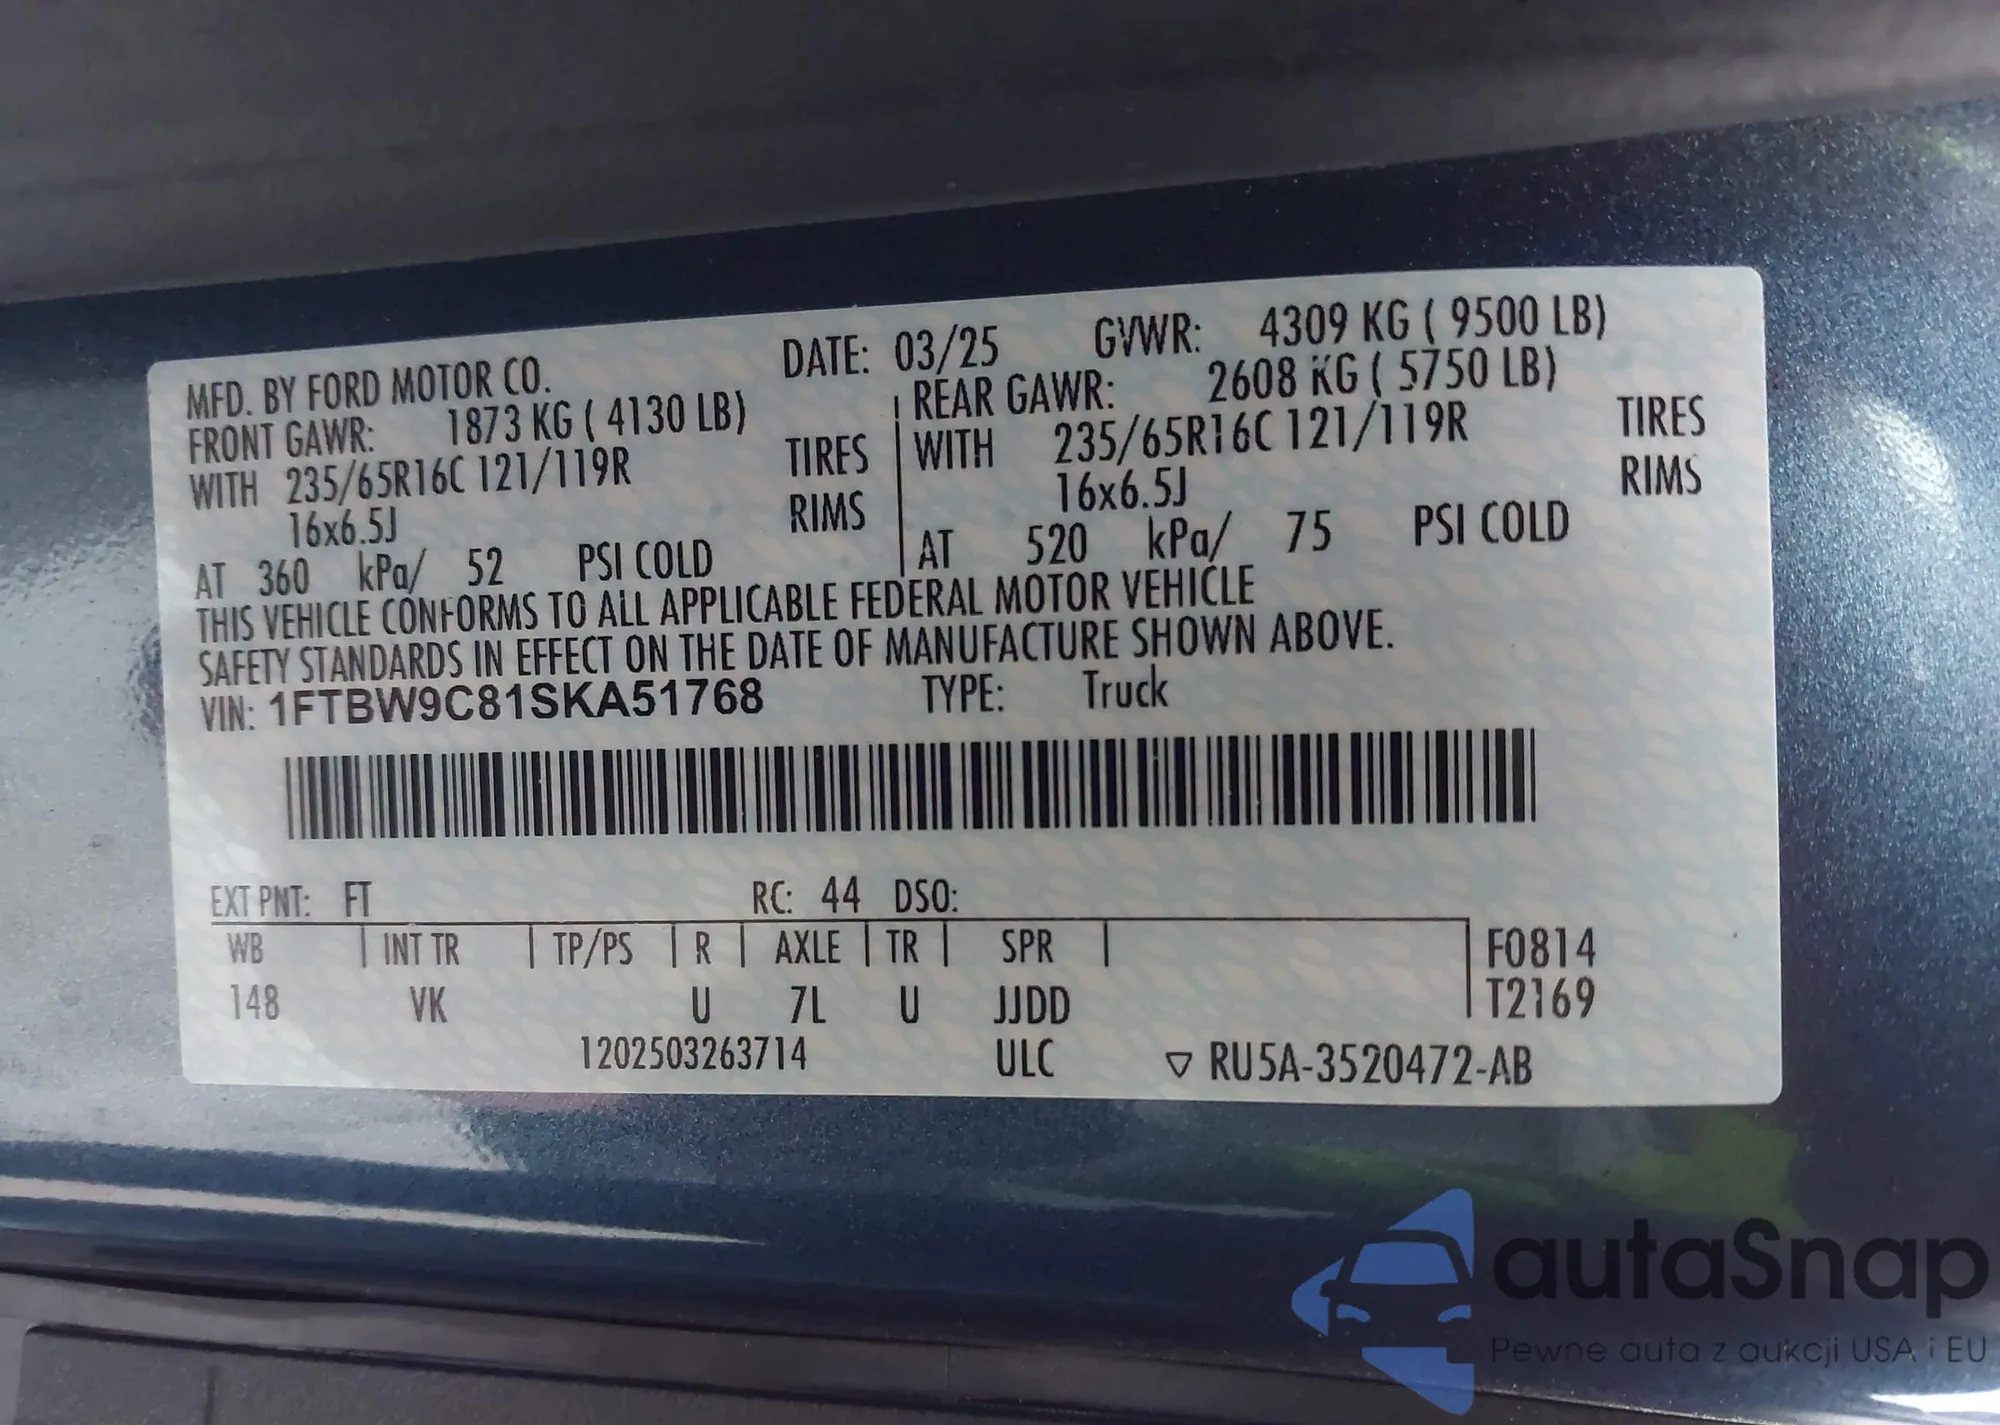 MFD. BY FORD MOTOR CO. DATE: 03/25 GVWR: 4309 KG ( 9500 LB)
FRONT GAWR: 1873 KG ( 4130 LB) REAR GAWR: 2608 KG ( 5750 LB)
WITH 235/65R16C 121/119R TIRES WITH 235/65R16C 121/119R TIRES
16x6.5J RIMS 16x6.5J RIMS
AT 360 kPa/ 52 PSI COLD AT 520 kPa/ 75 PSI COLD
THIS VEHICLE CONFORMS TO ALL APPLICABLE FEDERAL MOTOR VEHICLE
SAFETY STANDARDS IN EFFECT ON THE DATE OF MANUFACTURE SHOWN ABOVE.
VIN: 1FTBW9C81SKA51768 TYPE: Truck
EXT PNT: FT RC: 44 DSO:
WB INT TR TP/PS R AXLE TR SPR F0814
148 VK U 7L U JJDD T2169
1202503263714 ULC ▽ RU5A-3520472-AB
autaSnap
Pewne auta z aukcji USA i EU